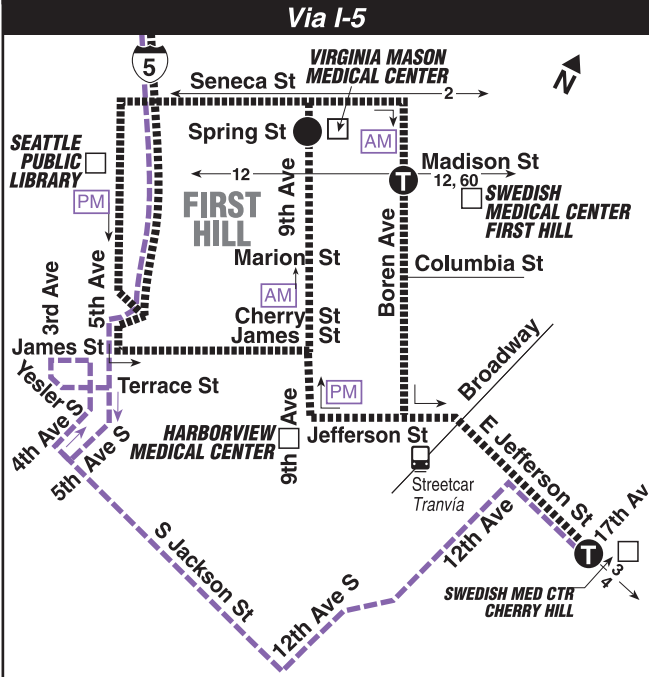 Via I-5
5
N
VIRGINIA MASON
MEDICAL CENTER
Seneca St
2
Spring St
AM
SEATTLE
PUBLIC
LIBRARY
PM
12
Madison St
12, 60
T
SWEDISH
MEDICAL CENTER
FIRST HILL
FIRST
HILL
9th Ave
Boren Ave
Marion St
Columbia St
AM
Cherry St
James St
3rd Ave
5th Ave
James St
Yesler
Terrace St
4th Ave S
5th Ave S
PM
Broadway
HARBORVIEW
MEDICAL CENTER
9th Ave
Jefferson St
E Jefferson St
Streetcar
Tranvía
12th Ave
17th Av
T
3
4
S Jackson St
12th Ave S
SWEDISH MED CTR
CHERRY HILL